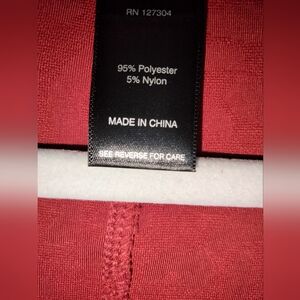 RN 127304
95% Polyester
5% Nylon
MADE IN CHINA
SEE REVERSE FOR CARE